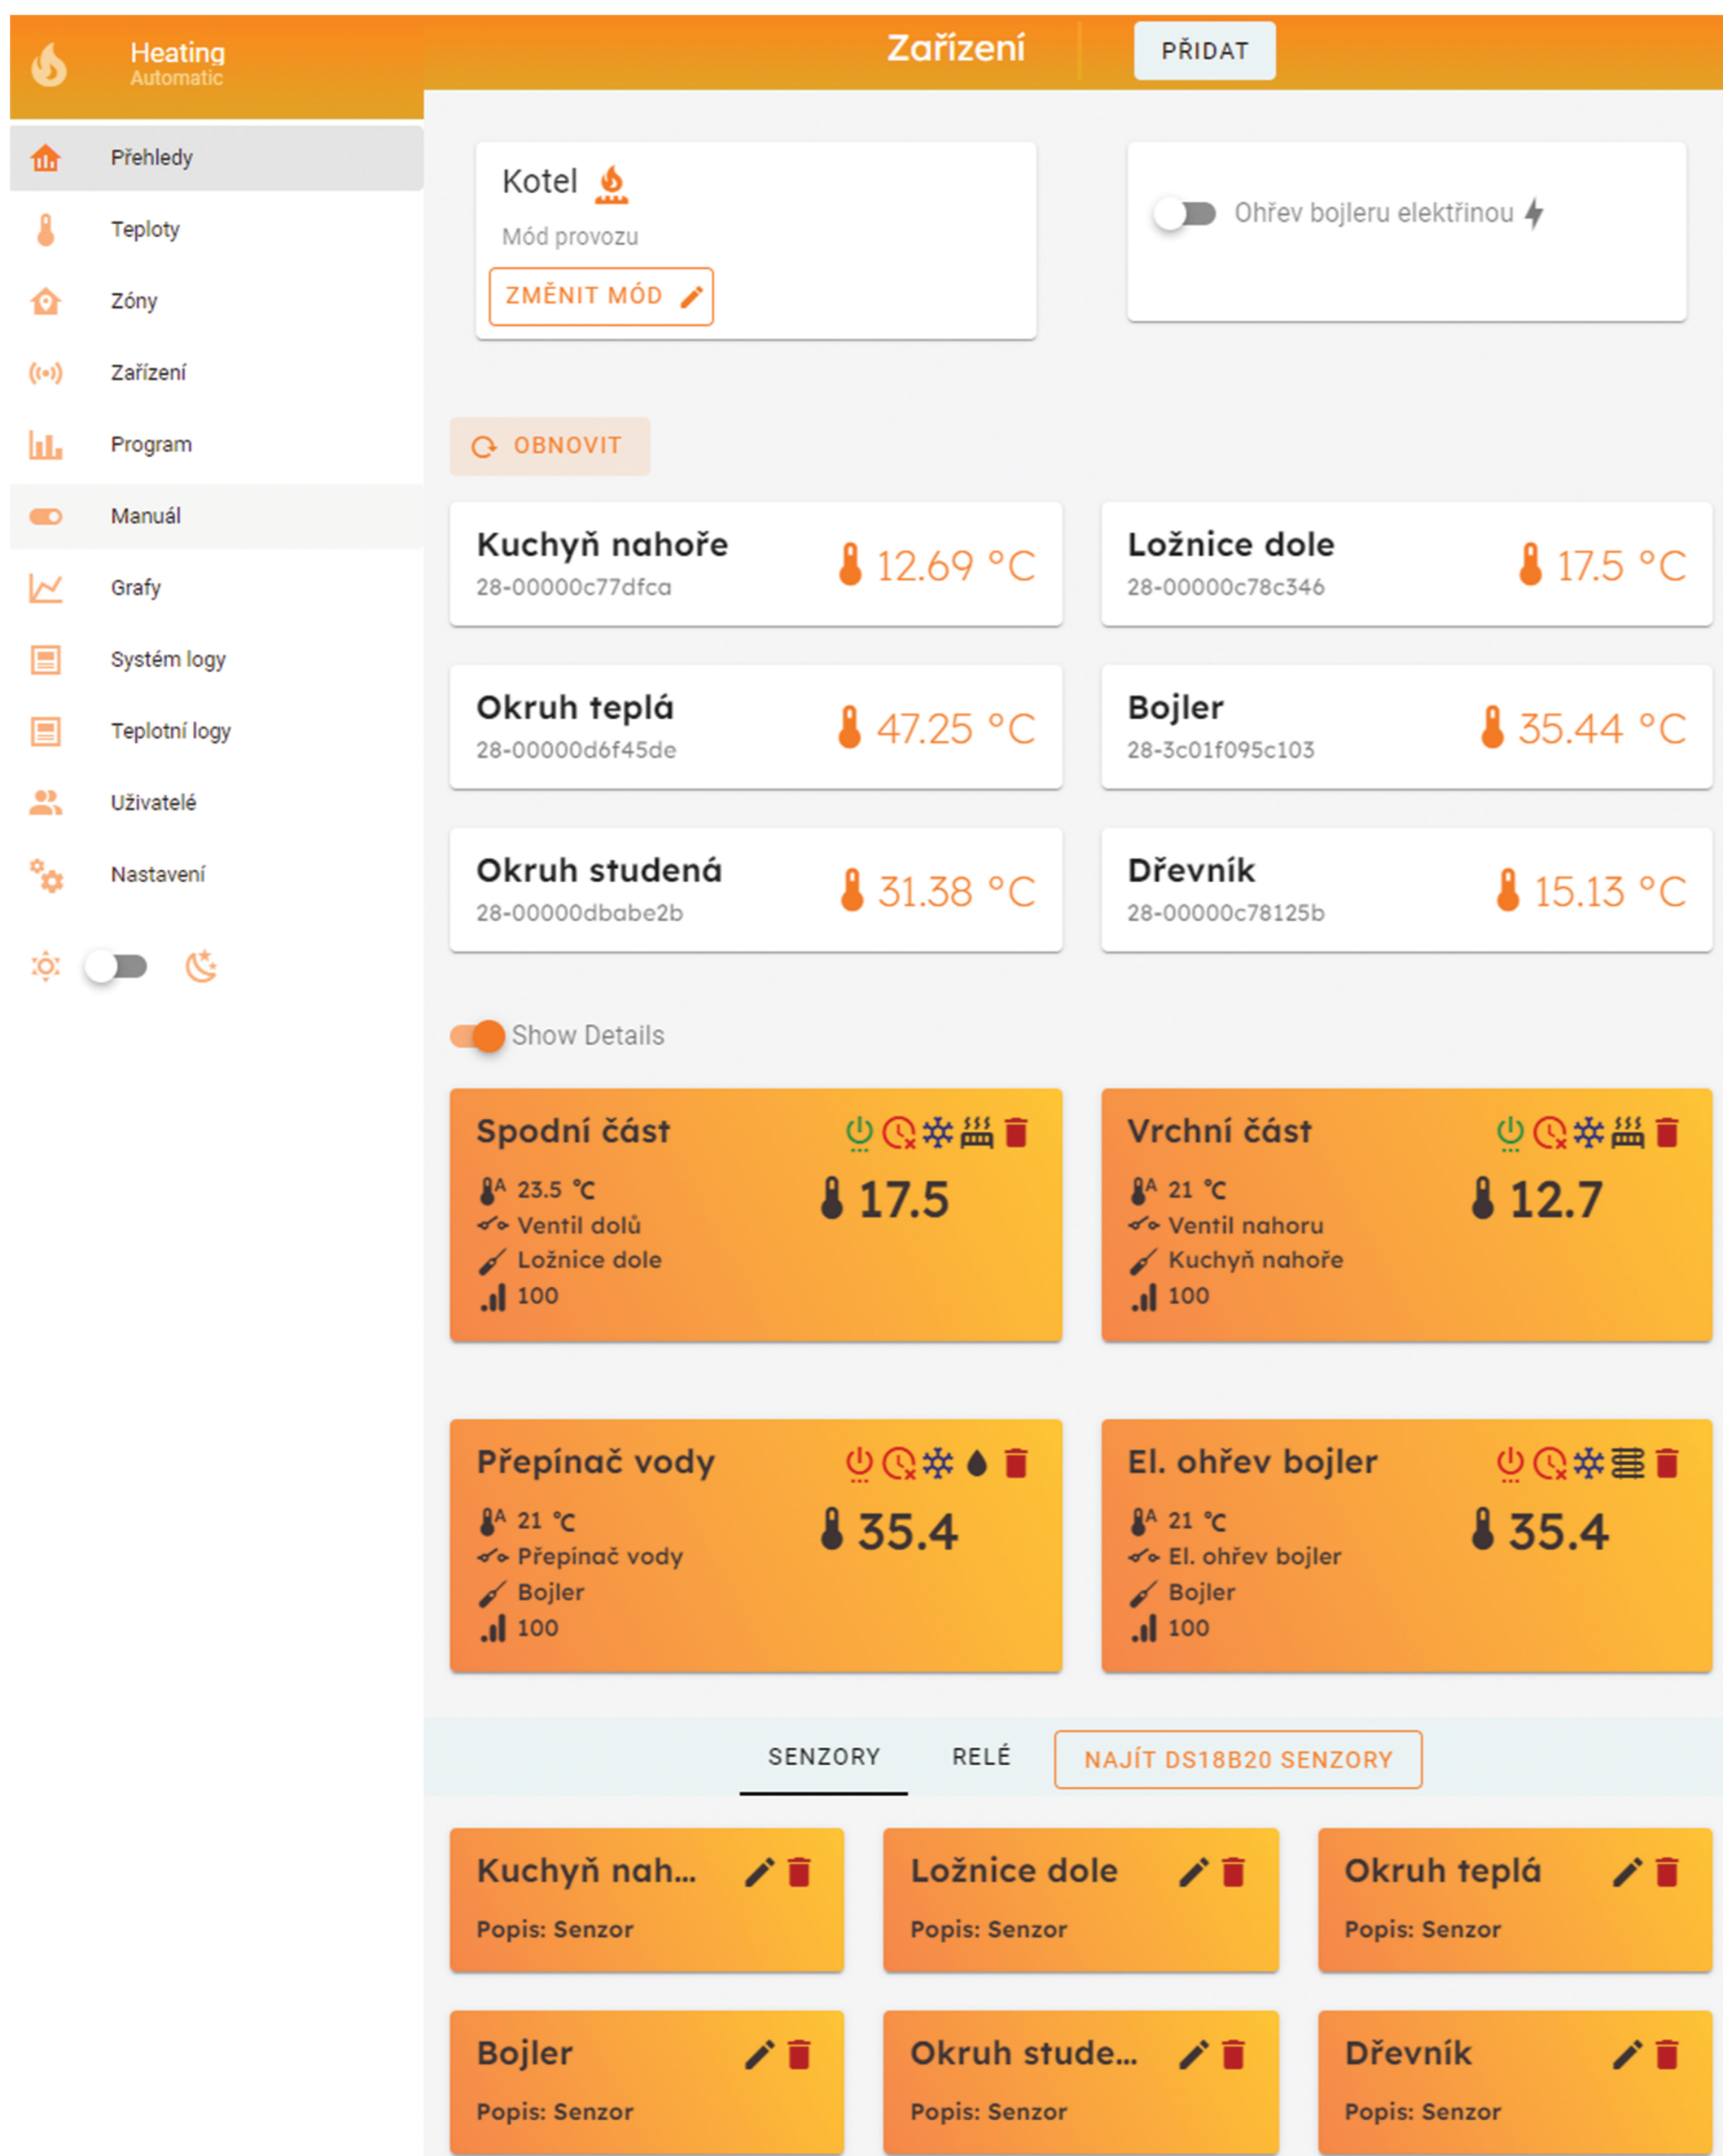 Heating
Automatic
Přehledy
Teploty
Zóny
Zařízení
Program
Manuál
Grafy
Systém logy
Teplotní logy
Uživatelé
Nastavení
Zařízení
PŘIDAT
Kotel
Mód provozu
ZMĚNIT MÓD
Ohřev bojleru elektřinou
OBNOVIT
Kuchyň nahoře
28-00000c77dfca
12.69 °C
Ložnice dole
28-00000c78c346
17.5 °C
Okruh teplá
28-00000d6f45de
47.25 °C
Bojler
28-3c01f095c103
35.44 °C
Okruh studená
28-00000dbabe2b
31.38 °C
Dřevník
28-00000c78125b
15.13 °C
Show Details
Spodní část
A 23.5 °C
17.5
Ventil dolů
Ložnice dole
100
Vrchní část
A 21 °C
12.7
Ventil nahoru
Kuchyň nahoře
100
Přepínač vody
A 21 °C
35.4
Přepínač vody
Bojler
100
El. ohřev bojler
A 21 °C
35.4
El. ohřev bojler
Bojler
100
SENZORY
RELÉ
NAJÍT DS18B20 SENZORY
Kuchyň nah...
Popis: Senzor
Ložnice dole
Popis: Senzor
Okruh teplá
Popis: Senzor
Bojler
Popis: Senzor
Okruh stude...
Popis: Senzor
Dřevník
Popis: Senzor